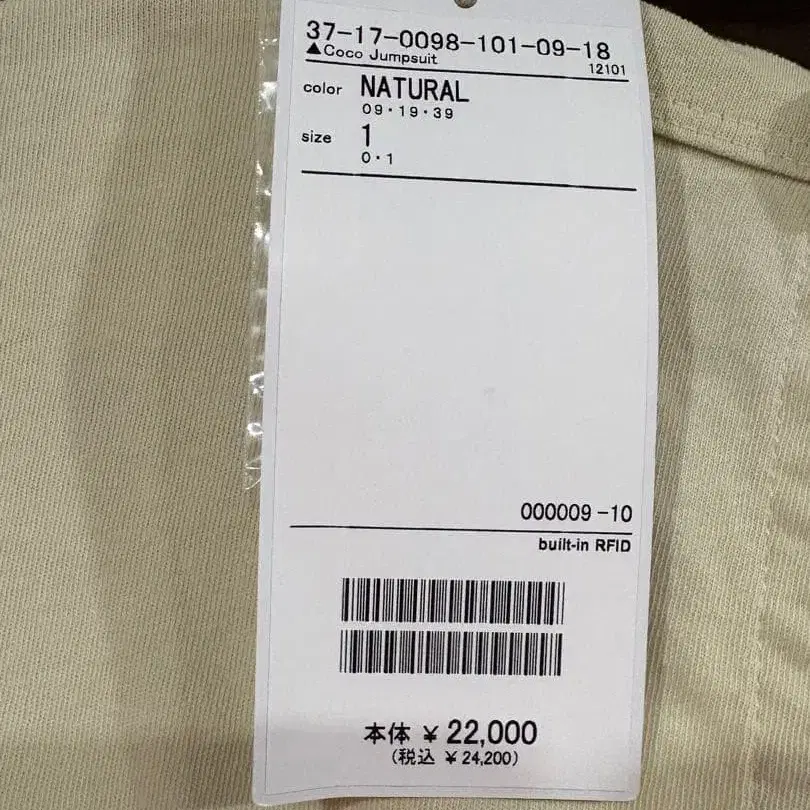 37-17-0098-101-09-18
▲Coco Jumpsuit
12101
color NATURAL
09・19・39
size 1
0・1
000009-10
built-in RFID
本体 ¥22,000
(税込 ¥24,200)